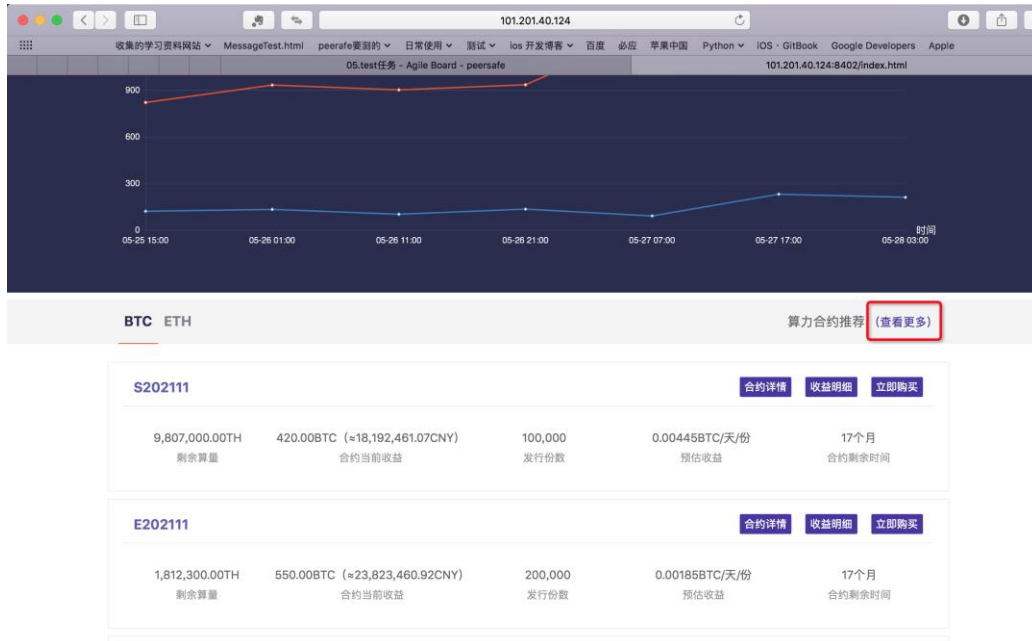 101.201.40.124
收集的学习资料网站 MessageTest.html peerafe要测的 日常使用 测试 ios 开发博客 百度 必应 苹果中国 Python iOS · GitBook Google Developers Apple
05.test任务 - Agile Board - peersafe 101.201.40.124:8402/index.html
900
600
300
0 时间
05-25 15:00 05-26 01:00 05-26 11:00 05-26 21:00 05-27 07:00 05-27 17:00 05-28 03:00
BTC ETH 算力合约推荐 (查看更多)
S202111 合约详情 收益明细 立即购买
9,807,000.00TH 420.00BTC (≈18,192,461.07CNY) 100,000 0.00445BTC/天/份 17个月
剩余算量 合约当前收益 发行份数 预估收益 合约剩余时间
E202111 合约详情 收益明细 立即购买
1,812,300.00TH 550.00BTC (≈23,823,460.92CNY) 200,000 0.00185BTC/天/份 17个月
剩余算量 合约当前收益 发行份数 预估收益 合约剩余时间